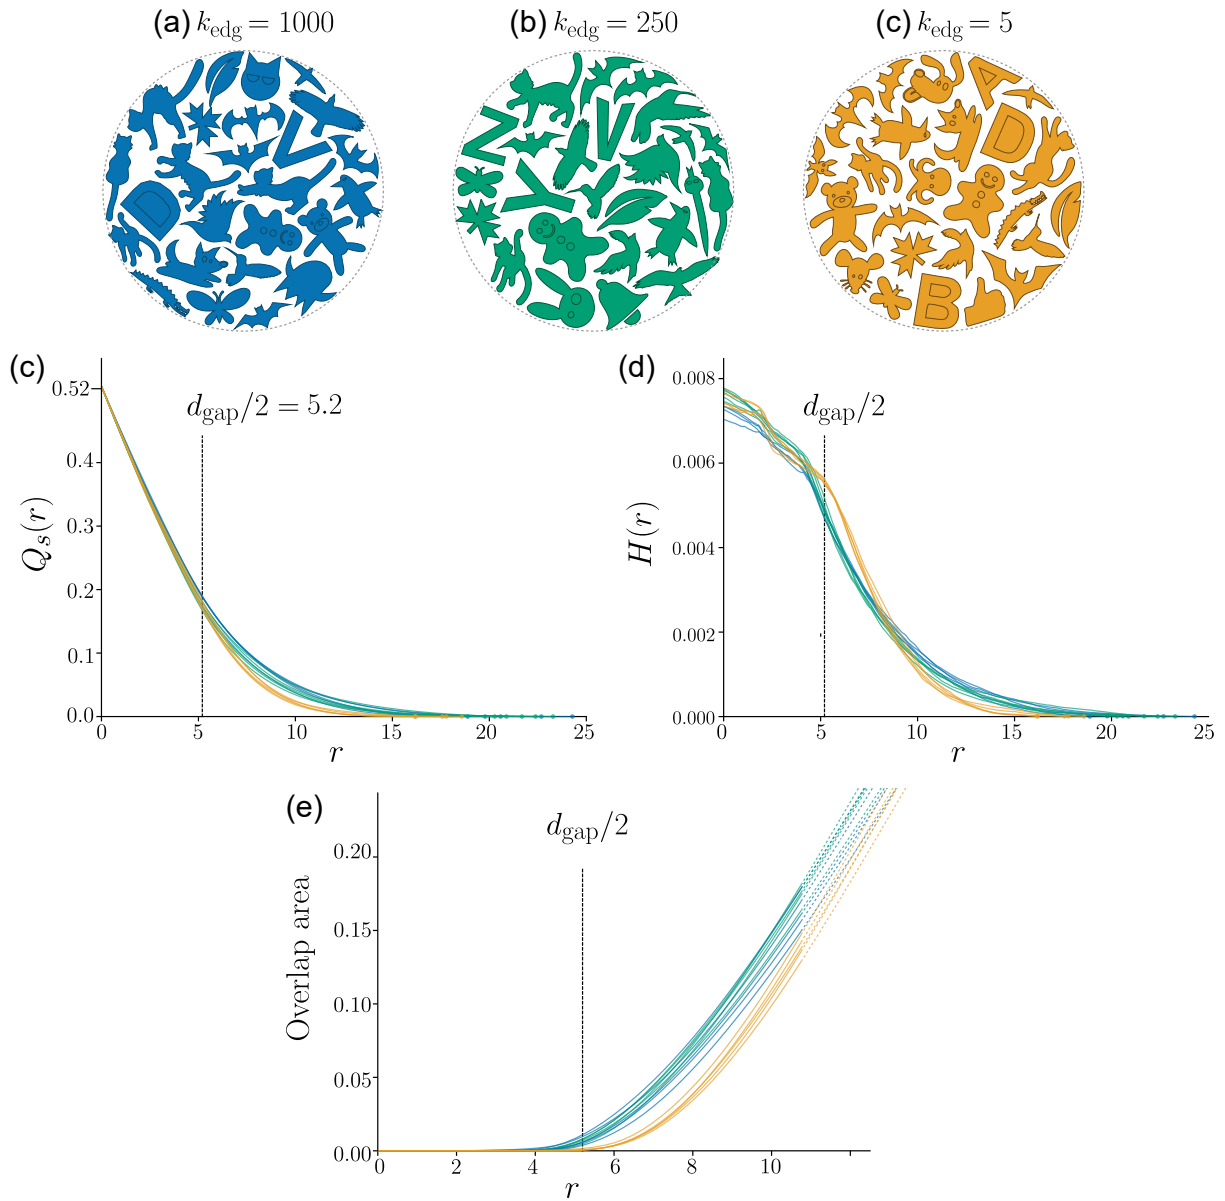 (a) k_edg = 1000
(b) k_edg = 250
(c) k_edg = 5
V
D
N
V
Y
A
D
B
(c)
0.52
0.4
0.3
0.2
0.1
0.0
Q_s(r)
d_gap/2 = 5.2
0
5
10
15
20
25
r
(d)
0.008
0.006
0.004
0.002
0.000
H(r)
d_gap/2
0
5
10
15
20
25
r
(e)
0.20
0.15
0.10
0.05
0.00
Overlap area
d_gap/2
0
2
4
6
8
10
r